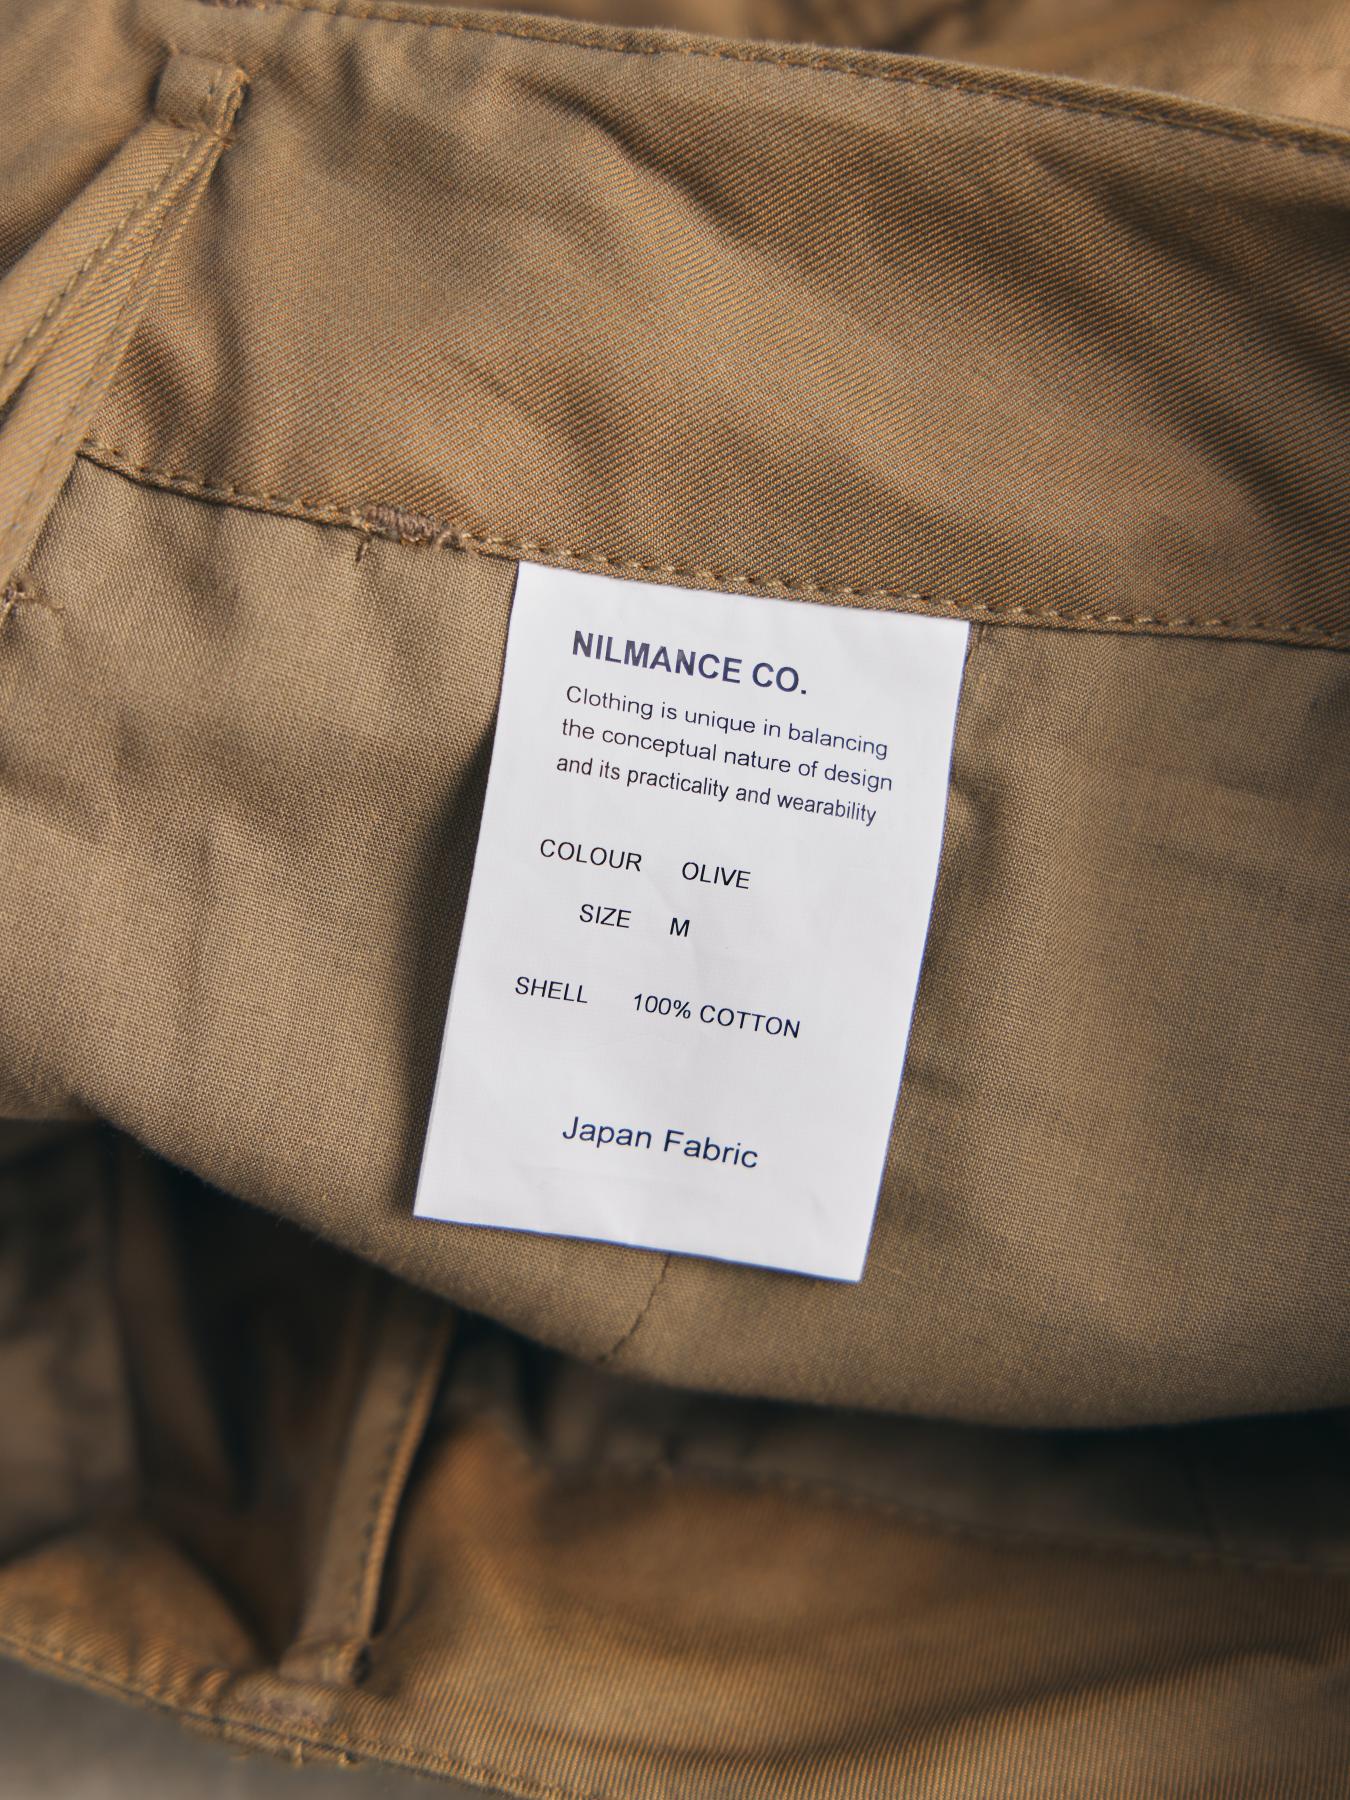 NILMANCE CO.
Clothing is unique in balancing
the conceptual nature of design
and its practicality and wearability
COLOUR OLIVE
SIZE M
SHELL 100% COTTON
Japan Fabric